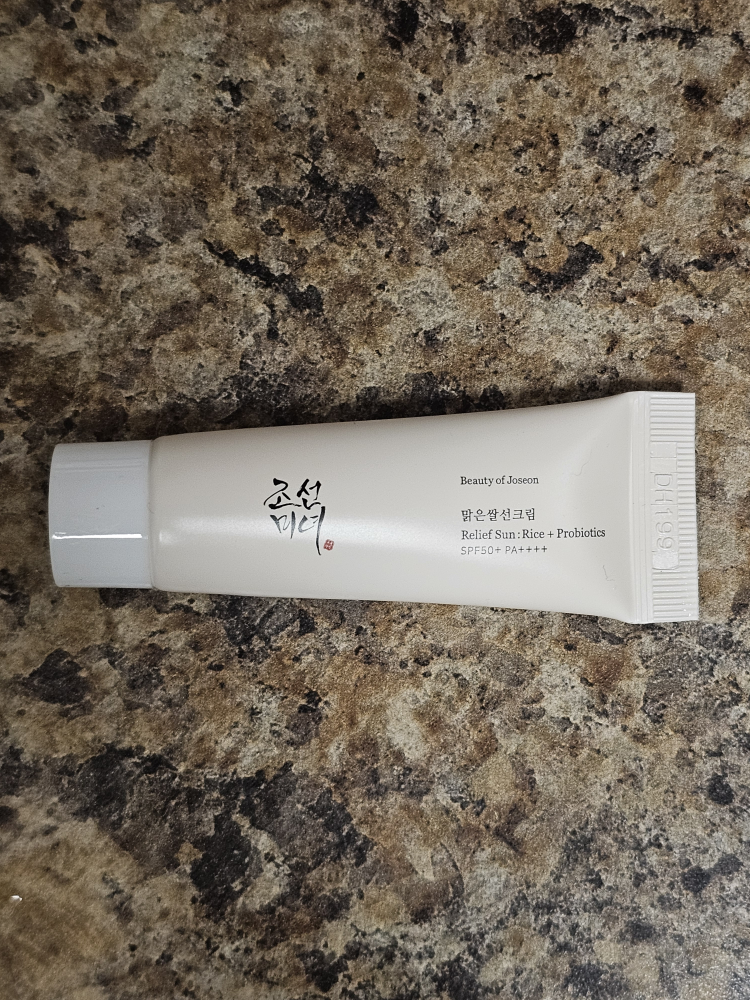 조선
미녀
Beauty of Joseon
맑은쌀선크림
Relief Sun : Rice + Probiotics
SPF50+ PA++++
DH199